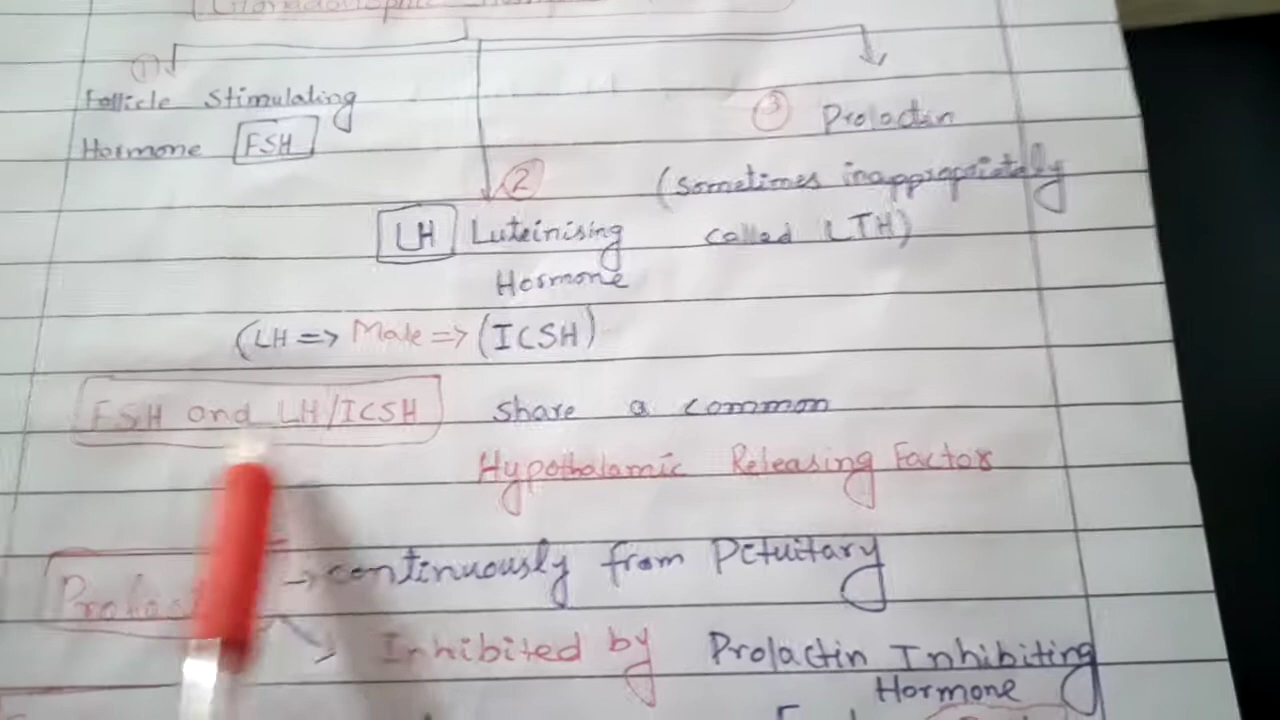 ①
Follicle Stimulating
Hormone FSH
③ Prolactin
(sometimes inappropriately
called LTH)
②
LH Luteinising
Hormone
(LH => Male => (ICSH)
FSH and LH/ICSH share a common
Hypothalamic Releasing Factor
→ continuously from Pituitary
Inhibited by Prolactin Inhibiting
Hormone